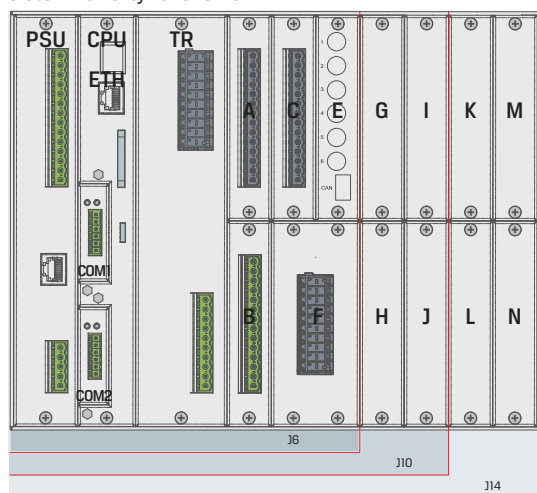 PSU CPU TR
ETH
A C E G I K M
1
2
3
4
5
6
CAN
COM1
B F H J L N
COM2
J6
J10
J14